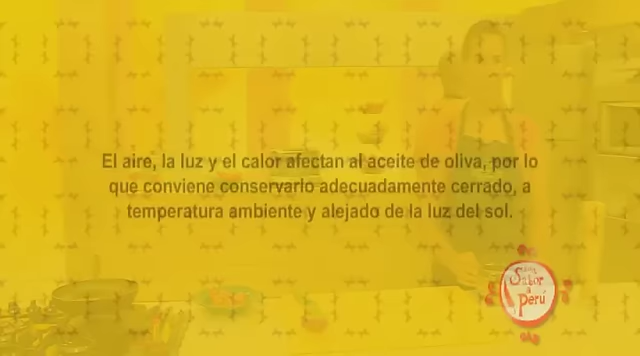 El aire, la luz y el calor afectan al aceite de oliva, por lo
que conviene conservarlo adecuadamente cerrado, a
temperatura ambiente y alejado de la luz del sol.
Sabor
a
Perú